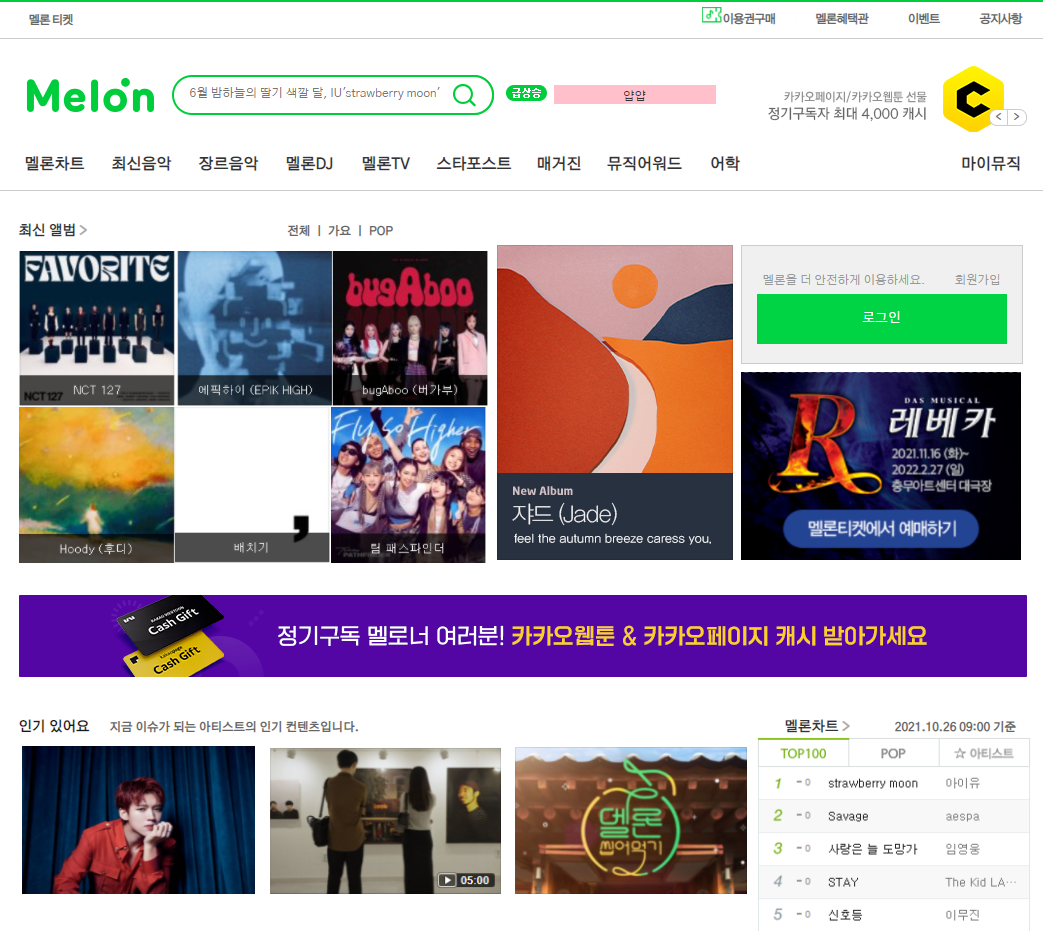 멜론 티켓
이용권구매 멜론혜택관 이벤트 공지사항
Melon
6월 밤하늘의 딸기 색깔 달, IU'strawberry moon'
급상승
얍얍
카카오페이지/카카오웹툰 선물
정기구독자 최대 4,000 캐시
멜론차트 최신음악 장르음악 멜론DJ 멜론TV 스타포스트 매거진 뮤직어워드 어학 마이뮤직
최신 앨범 >
전체 | 가요 | POP
FAVORITE
NCT 127
NCT 127
에픽하이 (EPIK HIGH)
bugAboo
bugAboo (버가부)
Hoody (후디)
배치기
Fly so Higher
팀 패스파인더
New Album
쟈드 (Jade)
feel the autumn breeze caress you.
멜론을 더 안전하게 이용하세요. 회원가입
로그인
DAS MUSICAL
레베카
2021.11.16 (화)~
2022.2.27 (일)
충무아트센터 대극장
멜론티켓에서 예매하기
Cash Gift
Cash Gift
정기구독 멜로너 여러분! 카카오웹툰 & 카카오페이지 캐시 받아가세요
인기 있어요 지금 이슈가 되는 아티스트의 인기 컨텐츠입니다.
05:00
멜론
씹어먹기
멜론차트 > 2021.10.26 09:00 기준
TOP100 POP ☆ 아티스트
1 - 0 strawberry moon 아이유
2 - 0 Savage aespa
3 - 0 사랑은 늘 도망가 임영웅
4 - 0 STAY The Kid LA…
5 - 0 신호등 이무진